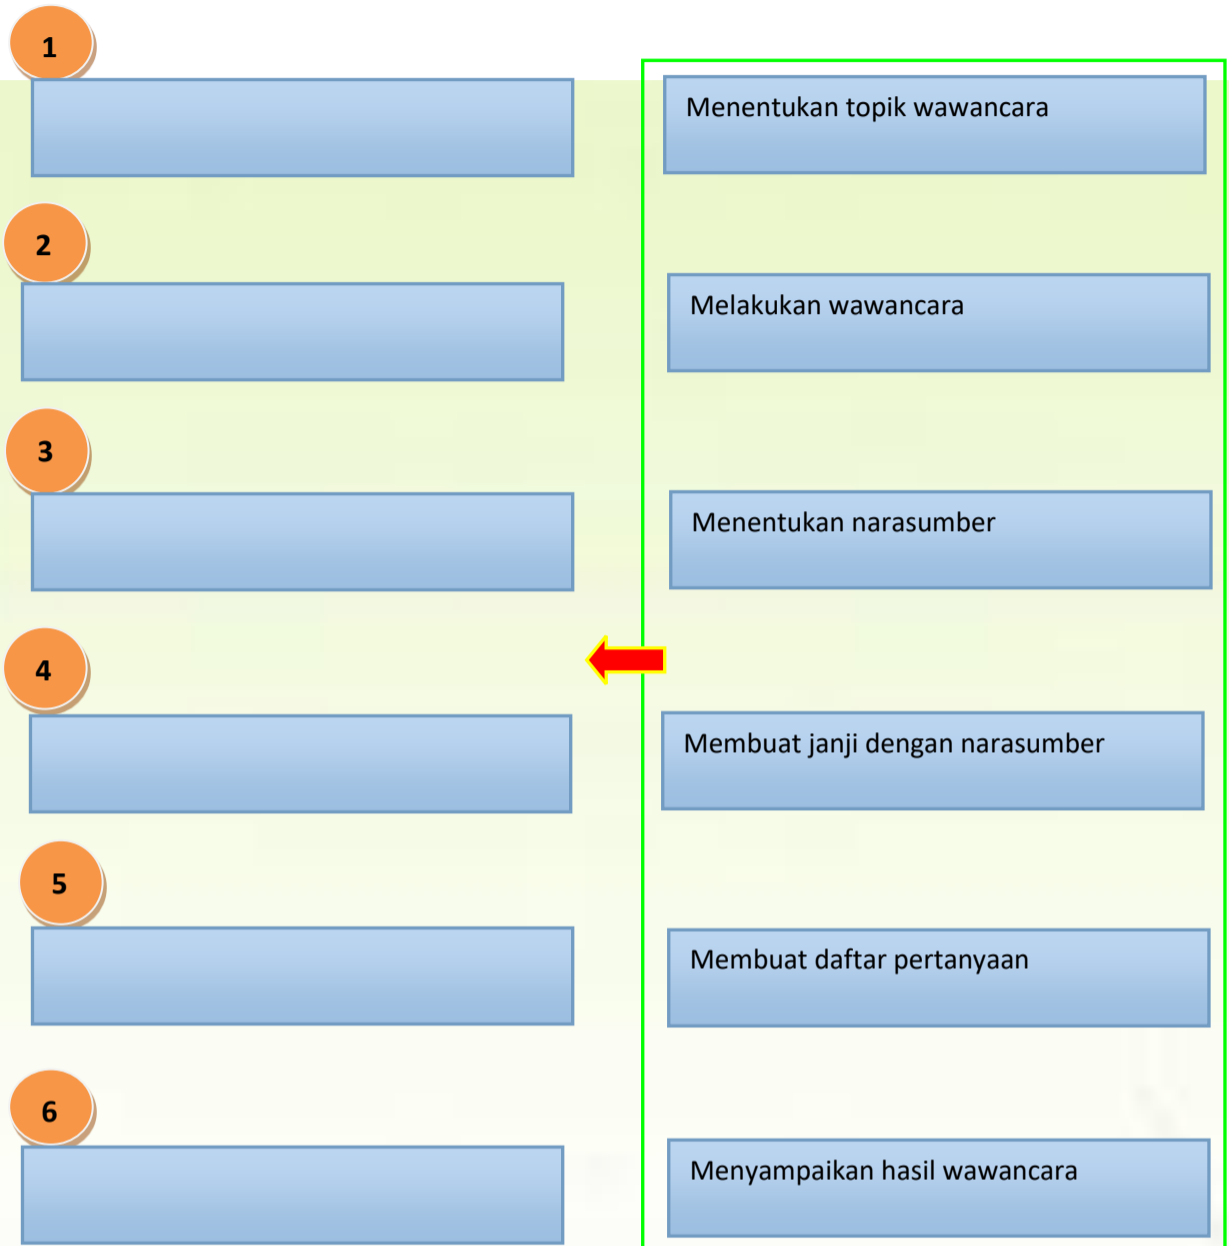 1
Menentukan topik wawancara
2
Melakukan wawancara
3
Menentukan narasumber
4
Membuat janji dengan narasumber
5
Membuat daftar pertanyaan
6
Menyampaikan hasil wawancara